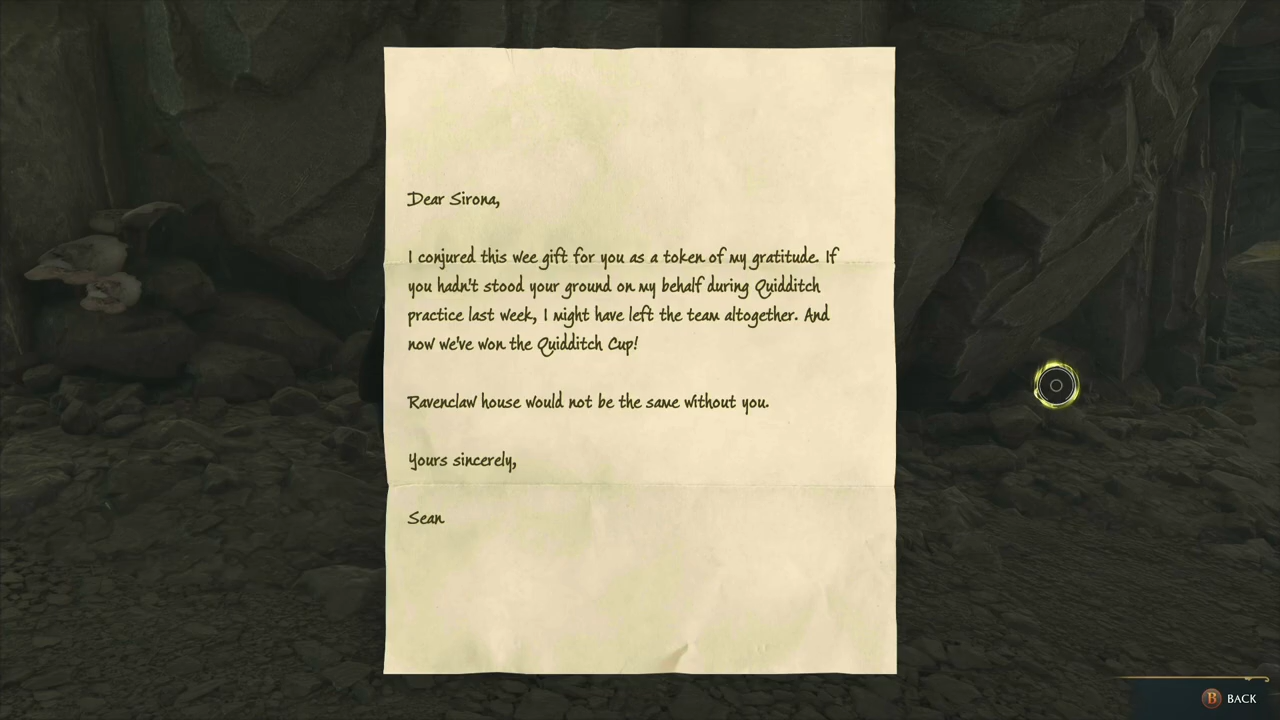 Dear Sirona,
I conjured this wee gift for you as a token of my gratitude. If
you hadn't stood your ground on my behalf during Quidditch
practice last week, I might have left the team altogether. And
now we've won the Quidditch Cup!
Ravenclaw house would not be the same without you.
Yours sincerely,
Sean
B BACK